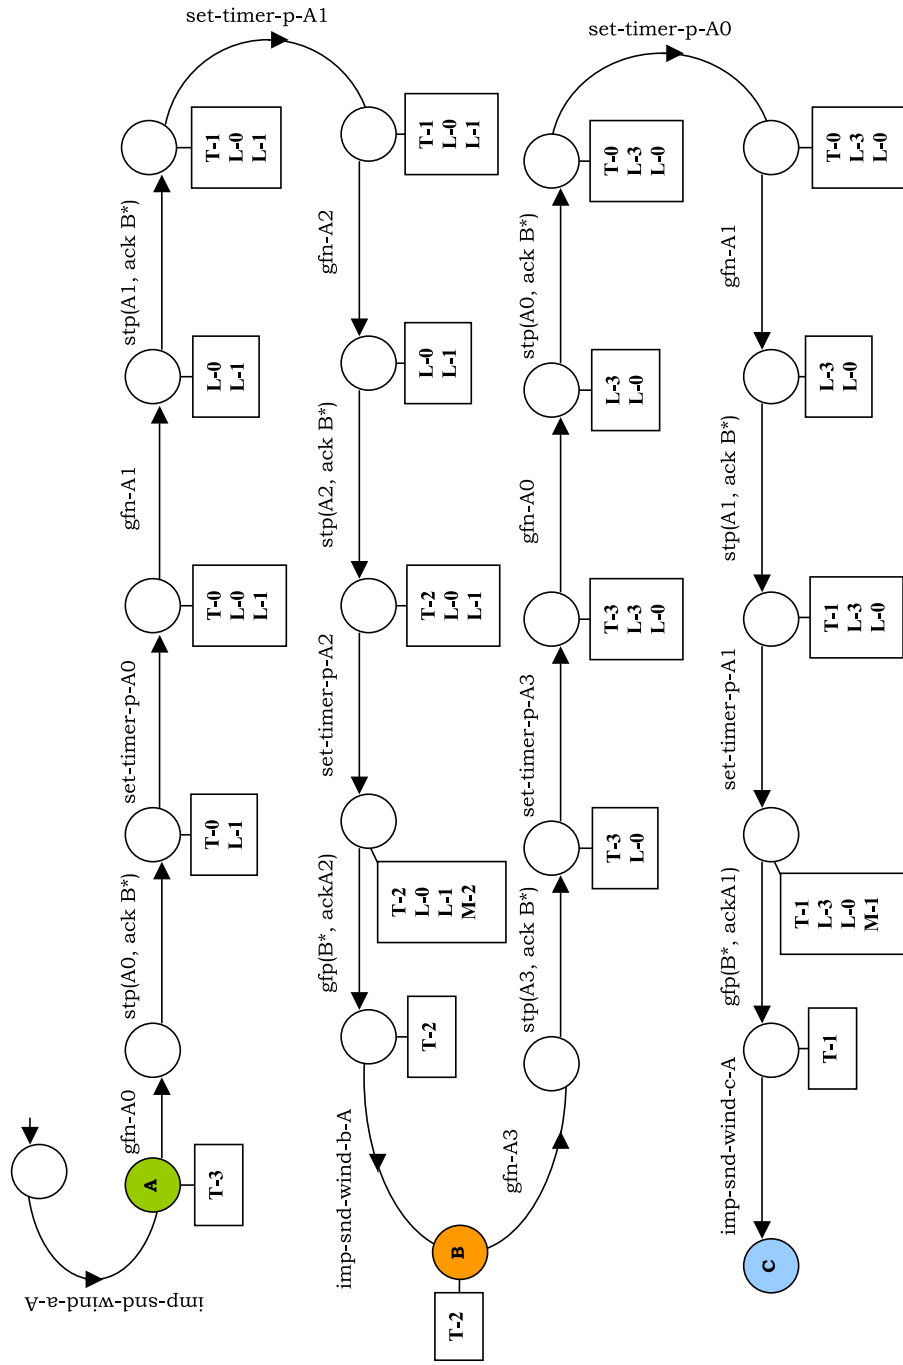 set-timer-p-A1
set-timer-p-A0
imp-snd-wind-a-A
A
T-3
gfn-A0
stp(A0, ack B*)
T-0
L-1
set-timer-p-A0
T-0
L-0
L-1
gfn-A1
L-0
L-1
stp(A1, ack B*)
T-1
L-0
L-1
T-1
L-0
L-1
gfn-A2
L-0
L-1
stp(A2, ack B*)
T-2
L-0
L-1
set-timer-p-A2
T-2
L-0
L-1
M-2
gfp(B*, ackA2)
T-2
imp-snd-wind-b-A
B
T-2
gfn-A3
stp(A3, ack B*)
T-3
L-0
set-timer-p-A3
T-3
L-3
L-0
gfn-A0
L-3
L-0
stp(A0, ack B*)
T-0
L-3
L-0
T-0
L-3
L-0
gfn-A1
L-3
L-0
stp(A1, ack B*)
T-1
L-3
L-0
set-timer-p-A1
T-1
L-3
L-0
M-1
gfp(B*, ackA1)
T-1
imp-snd-wind-c-A
C